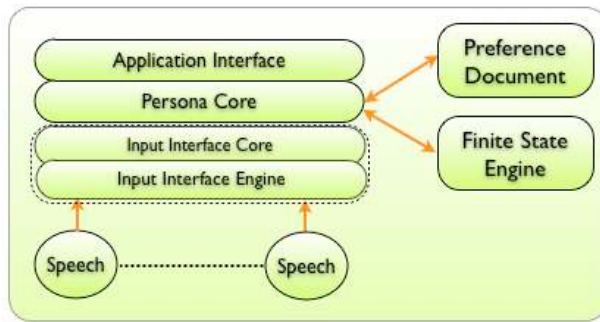 Application Interface
Persona Core
Input Interface Core
Input Interface Engine
Speech
Speech
Preference
Document
Finite State
Engine